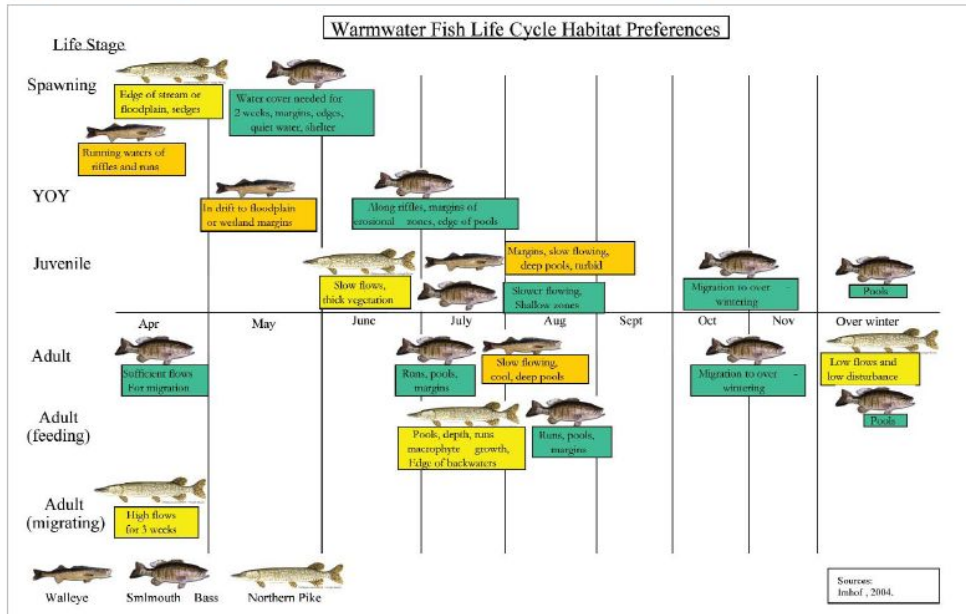 Warmwater Fish Life Cycle Habitat Preferences
Life Stage
Spawning
Edge of stream or
floodplain, sedges
Water cover needed for
2 weeks, margins, edges,
quiet water, shelter
Running waters of
riffles and runs
YOY
In drift to floodplain
or wetland margins
Along riffles, margins of
erosional zones, edge of pools
Juvenile
Slow flows,
thick vegetation
Margins, slow flowing,
deep pools, turbid
Slower flowing,
Shallow zones
Migration to over -
wintering
Pools
Apr May June July Aug Sept Oct Nov Over winter
Adult
Sufficient flows
For migration
Runs, pools,
margins
Slow flowing,
cool, deep pools
Migration to over -
wintering
Low flows and
low disturbance.
Pools
Adult
(feeding)
Pools, depth, runs
macrophyte growth,
Edge of backwaters
Runs, pools,
margins
Adult
(migrating)
High flows
for 3 weeks
Walleye Smlmouth Bass Northern Pike
Sources:
Imhof , 2004.